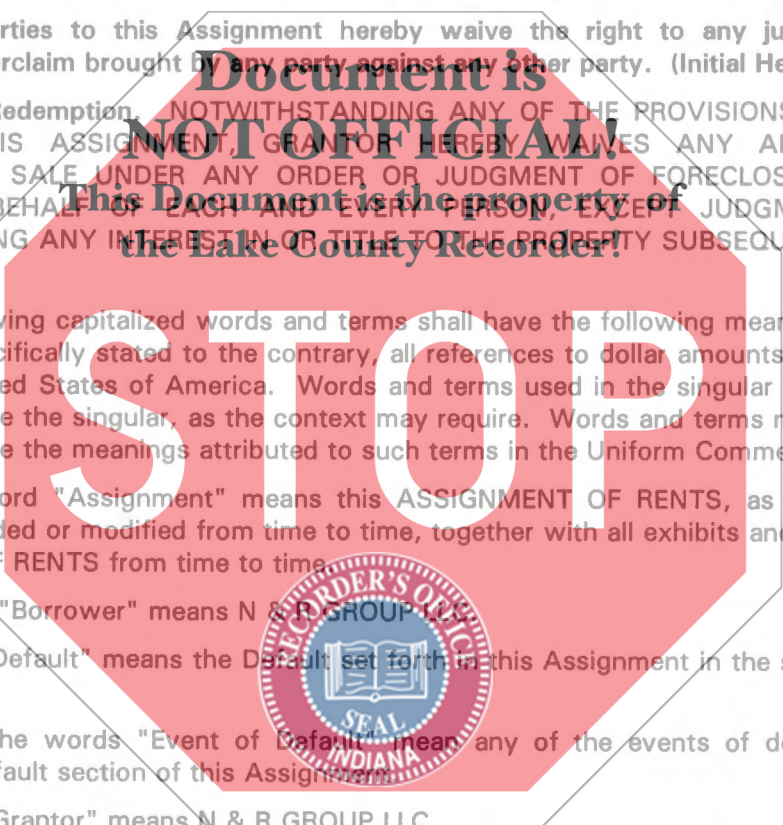 rties to this Assignment hereby waive the right to any ju
erclaim brought by any party against any other party. (Initial He
Document is
Redemption. NOTWITHSTANDING ANY OF THE PROVISION
IS ASSIGNMENT, GRANTOR HEREBY WAIVES ANY A
NOT OFFICIAL!
SALE UNDER ANY ORDER OR JUDGMENT OF FORECLOS
BEHALF OF EACH AND EVERY PERSON, EXCEPT JUDGM
This Document is the property of
NG ANY INTEREST IN OR TITLE TO THE PROPERTY SUBSEQU
the Lake County Recorder!
ving capitalized words and terms shall have the following mean
cifically stated to the contrary, all references to dollar amounts
ed States of America. Words and terms used in the singular
e the singular, as the context may require. Words and terms n
e the meanings attributed to such terms in the Uniform Comme
STOP
ord "Assignment" means this ASSIGNMENT OF RENTS, as
ded or modified from time to time, together with all exhibits and
RENTS from time to time.
"Borrower" means N & R GROUP LLC.
Default" means the Default set forth in this Assignment in the s
he words "Event of Default" mean any of the events of de
fault section of this Assignment.
RECORDER'S OFFICE
SEAL
INDIANA
Grantor" means N & R GROUP LLC